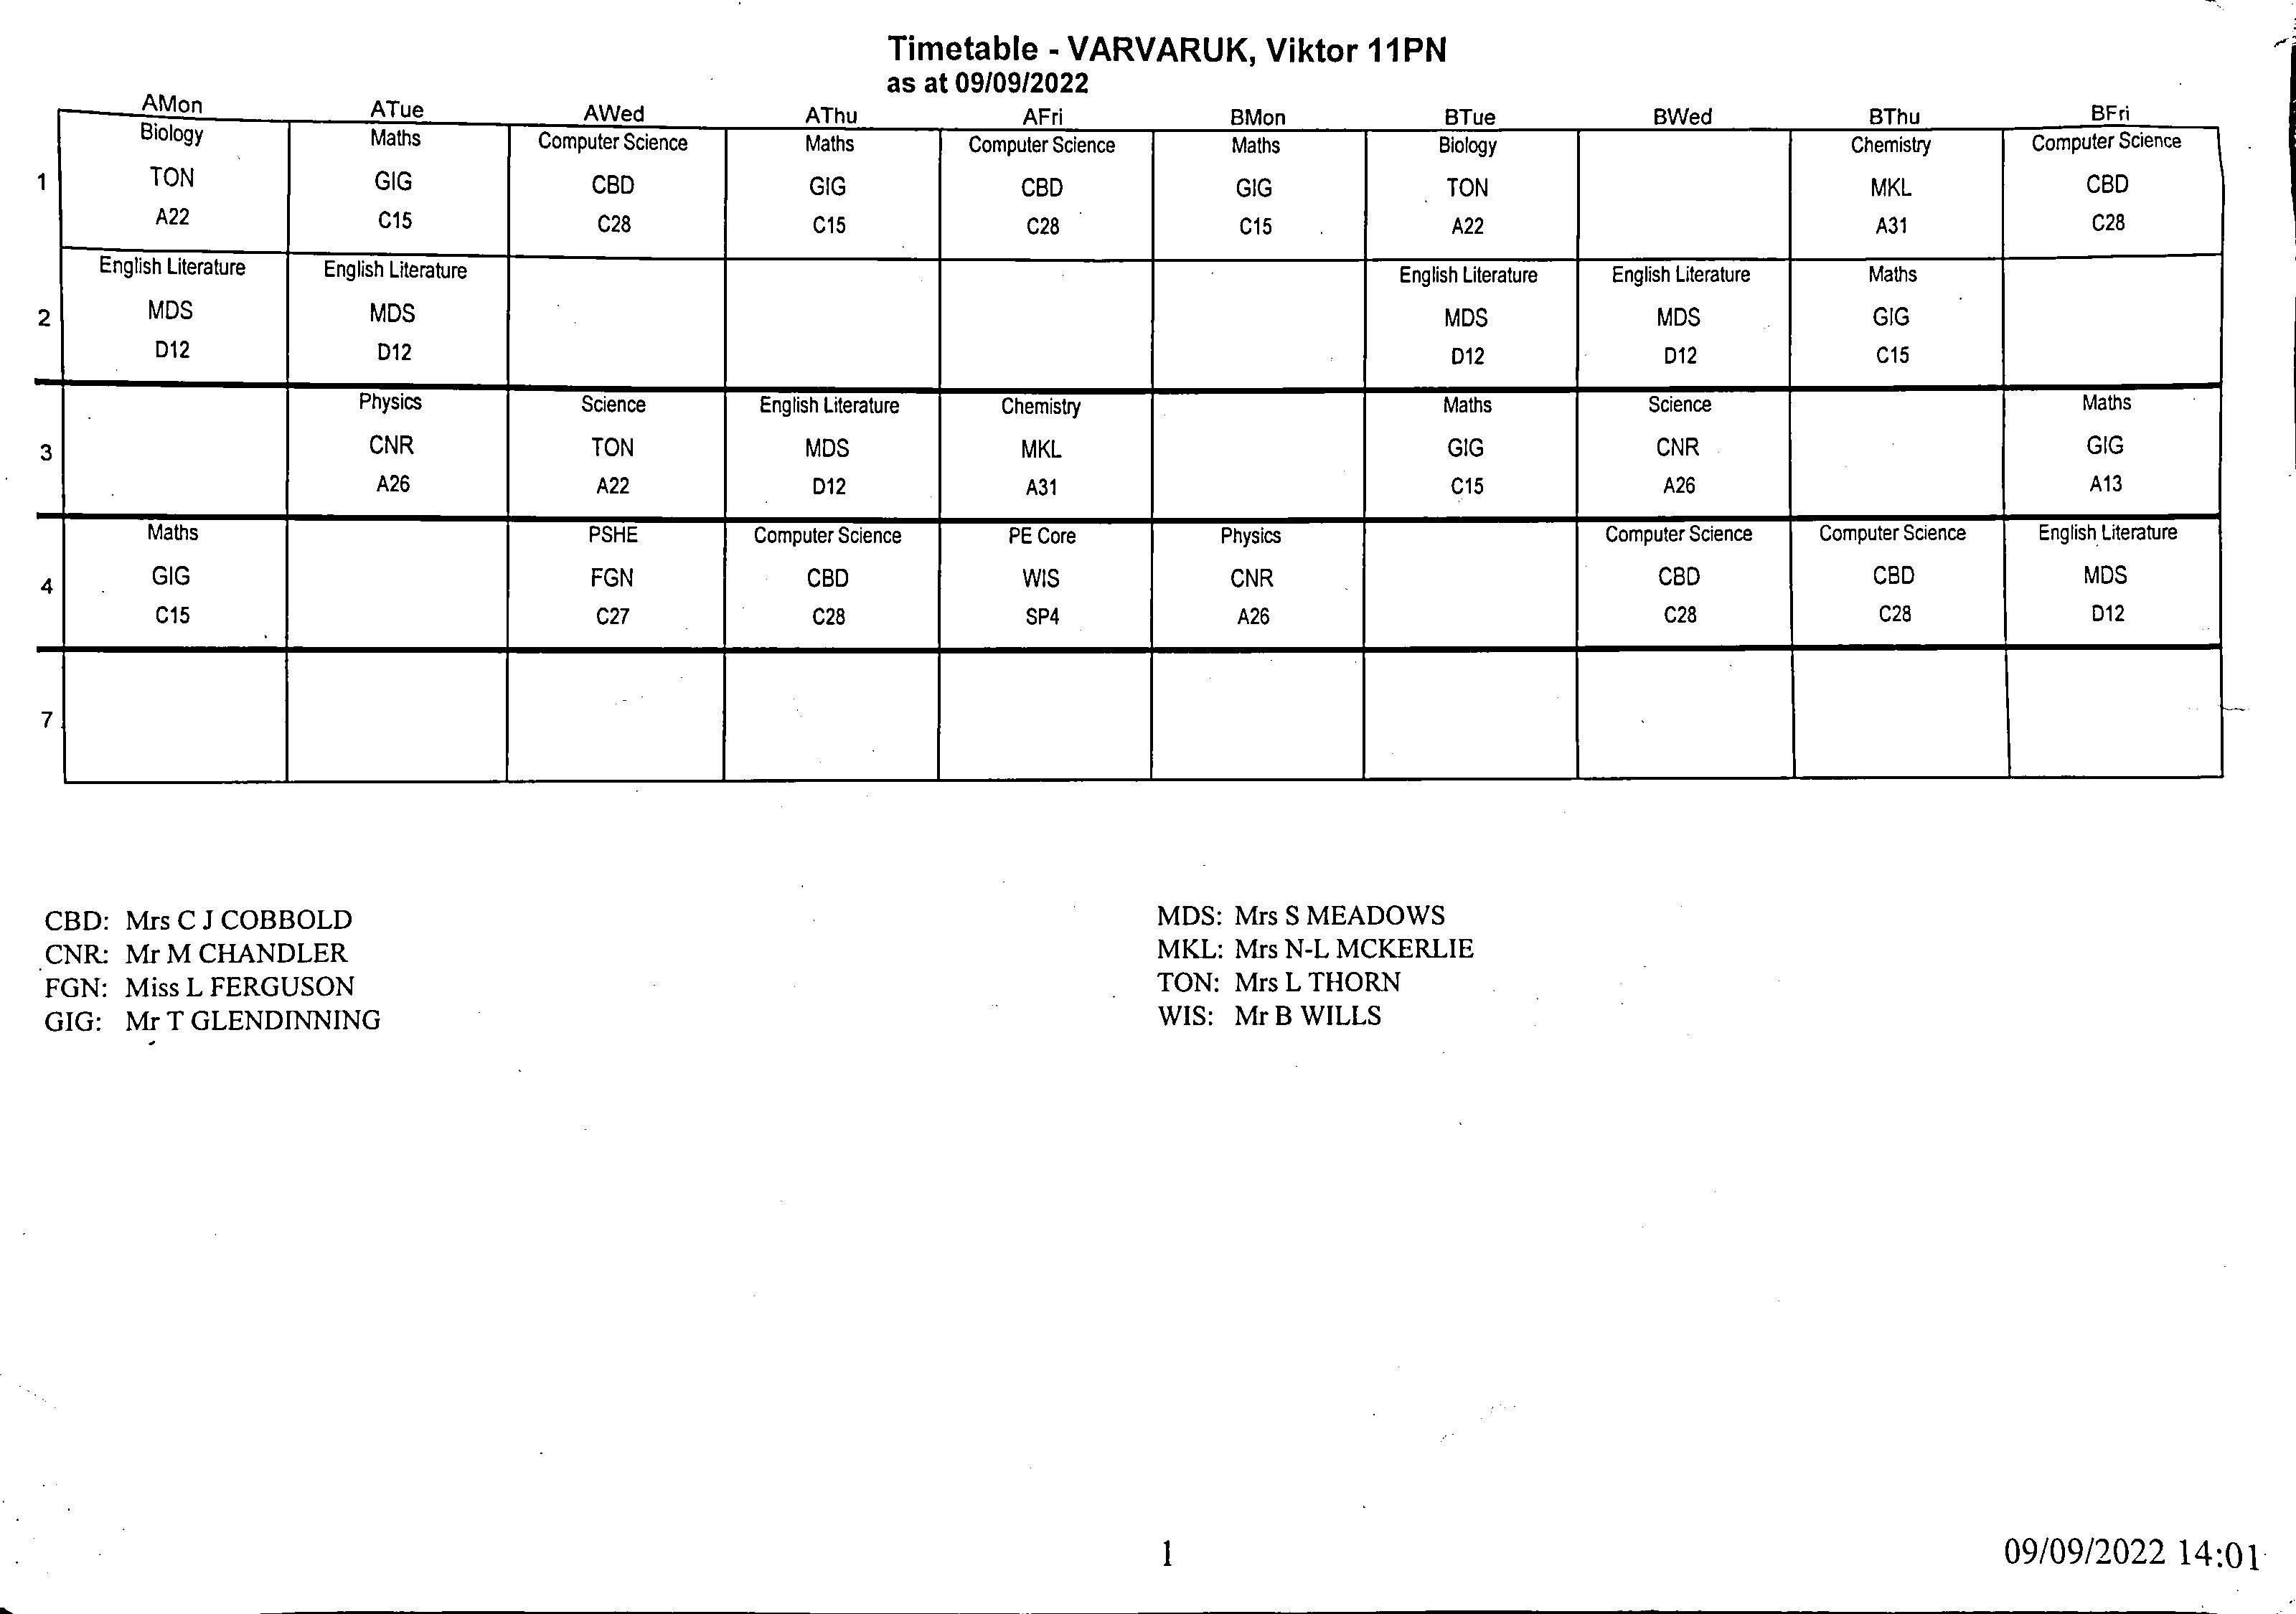 Timetable - VARVARUK, Viktor 11PN
as at 09/09/2022
AMon ATue AWed AThu AFri BMon BTue BWed BThu BFri
Biology Maths Computer Science Maths Computer Science Maths Biology Chemistry Computer Science
1 TON GIG CBD GIG CBD GIG TON MKL CBD
A22 C15 C28 C15 C28 C15 A22 A31 C28
English Literature English Literature English Literature English Literature Maths
2 MDS MDS MDS MDS GIG
D12 D12 D12 D12 C15
Physics Science English Literature Chemistry Maths Science Maths
3 CNR TON MDS MKL GIG CNR GIG
A26 A22 D12 A31 C15 A26 A13
Maths PSHE Computer Science PE Core Physics Computer Science Computer Science English Literature
4 GIG FGN CBD WIS CNR CBD CBD MDS
C15 C27 C28 SP4 A26 C28 C28 D12
7
CBD: Mrs C J COBBOLD
CNR: Mr M CHANDLER
FGN: Miss L FERGUSON
GIG: Mr T GLENDINNING
MDS: Mrs S MEADOWS
MKL: Mrs N-L MCKERLIE
TON: Mrs L THORN
WIS: Mr B WILLS
1
09/09/2022 14:01